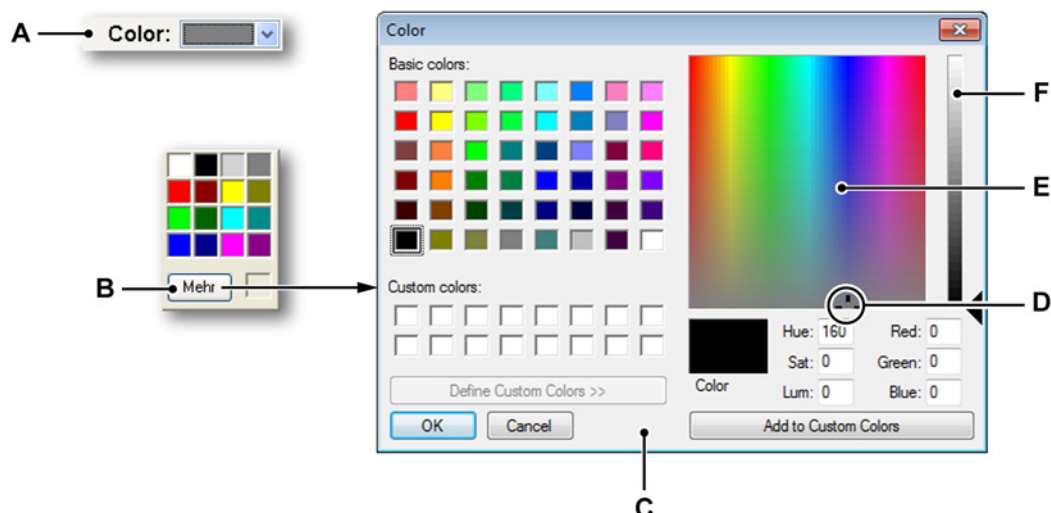 A
Color:
B
Mehr
Color
Basic colors:
Custom colors:
Define Custom Colors >>
OK
Cancel
C
F
E
D
Hue: 160
Red: 0
Sat: 0
Green: 0
Color
Lum: 0
Blue: 0
Add to Custom Colors